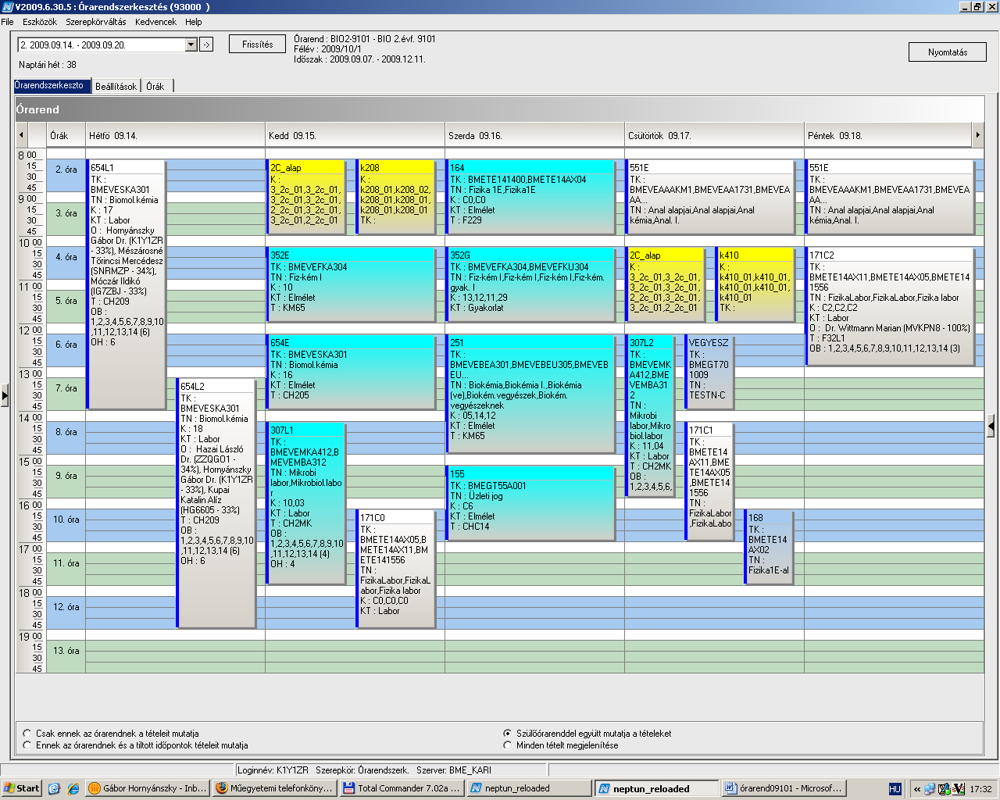 V2009.6.30.5 : Órarendszerkesztés (93000  )
File Eszközök Szerepkörváltás Kedvencek Help
2. 2009.09.14. - 2009.09.20.
->
Frissítés
Órarend : BIO2-9101 - BIO 2.évf. 9101
Félév : 2009/10/1
Időszak : 2009.09.07. - 2009.12.11.
Nyomtatás
Naptári hét : 38
Órarendszerkeszto Beállítások Órák
Órarend
Órák Hétfő 09.14. Kedd 09.15. Szerda 09.16. Csütörtök 09.17. Péntek 09.18.
8 00
15
30
45
9 00
15
30
45
10 00
15
30
45
11 00
15
30
45
12 00
15
30
45
13 00
15
30
45
14 00
15
30
45
15 00
15
30
45
16 00
15
30
45
17 00
15
30
45
18 00
15
30
45
19 00
15
30
45
2. óra
3. óra
4. óra
5. óra
6. óra
7. óra
8. óra
9. óra
10. óra
11. óra
12. óra
13. óra
654L1
TK :
BMEVESKA301
TN : Biomol.kémia
K : 17
KT : Labor
O : Hornyánszky
Gábor Dr. (K1Y1ZR
- 33%), Mészárosné
Törincsi Mercédesz
(SNRMZP - 34%),
Móczár Ildikó
(IG7ZBJ - 33%)
T : CH209
OB :
1,2,3,4,5,6,7,8,9,10
,11,12,13,14 (6)
OH : 6
654L2
TK :
BMEVESKA301
TN : Biomol.kémia
K : 18
KT : Labor
O : Hazai László
Dr. (ZZQGO1 -
34%), Hornyánszky
Gábor Dr. (K1Y1ZR
- 33%), Kupai
Katalin Alíz
(HG6605 - 33%)
T : CH209
OB :
1,2,3,4,5,6,7,8,9,10
,11,12,13,14 (6)
OH : 6
2C_alap
K :
3_2c_01,3_2c_01,
3_2c_01,3_2c_01,
2_2c_01,3_2c_01,
3_2c_01,2_2c_01
k208
K :
k208_01,k208_02,
k208_01,k208_01,
k208_01,k208_01
TK :
352E
TK : BMEVEFKA304
TN : Fiz-kém I
K : 10
KT : Elmélet
T : KM65
654E
TK : BMEVESKA301
TN : Biomol.kémia
K : 16
KT : Elmélet
T : CH205
307L1
TK :
BMEVEMKA412,B
MEVEMBA312
TN : Mikrobi
labor,Mikrobiol.labo
r
K : 10,03
KT : Labor
T : CH2MK
OB :
1,2,3,4,5,6,7,8,9,10
,11,12,13,14 (4)
OH : 4
171C0
TK :
BMETE14AX05,B
METE14AX11,BM
ETE141556
TN :
FizikaLabor,FizikaL
abor,Fizika labor
K : C0,C0,C0
KT : Labor
164
TK : BMETE141400,BMETE14AX04
TN : Fizika 1E,Fizika1E
K : C0,C0
KT : Elmélet
T : F229
352G
TK : BMEVEFKA304,BMEVEFKU304
TN : Fiz-kém I,Fiz-kém I,Fiz-kém I,Fiz-kém.
gyak. I
K : 13,12,11,29
KT : Gyakorlat
251
TK :
BMEVEBEA301,BMEVEBEU305,BMEVEB
EU...
TN : Biokémia,Biokémia I.,Biokémia
(ve),Biokém.vegyészek,Biokém.
vegyészeknek
K : 05,14,12
KT : Elmélet
T : KM65
155
TK : BMEGT55A001
TN : Üzleti jog
K : C6
KT : Elmélet
T : CHC14
551E
TK :
BMEVEAAAKM1,BMEVEAA1731,BMEVEA
AA...
TN : Anal alapjai,Anal alapjai,Anal
kémia,Anal. I.
2C_alap
K :
3_2c_01,3_2c_01,
3_2c_01,3_2c_01,
2_2c_01,3_2c_01,
3_2c_01,2_2c_01
k410
K :
k410_01,k410_01,
k410_01,k410_01,
k410_01
TK :
307L2
TK :
BMEVEMK
A412,BME
VEMBA31
2
TN :
Mikrobi
labor,Mikro
biol.labor
K : 11,04
KT : Labor
T : CH2MK
OB :
1,2,3,4,5,6,
VEGYESZ
TK :
BMEGT70
1009
TN :
TESTN-C
171C1
TK :
BMETE14
AX11,BME
TE14AX05
,BMETE14
1556
TN :
FizikaLabor
,FizikaLabo
168
TK :
BMETE14
AX02
TN :
Fizika1E-al
551E
TK :
BMEVEAAAKM1,BMEVEAA1731,BMEVEA
AA...
TN : Anal alapjai,Anal alapjai,Anal
kémia,Anal. I.
171C2
TK :
BMETE14AX11,BMETE14AX05,BMETE14
1556
TN : FizikaLabor,FizikaLabor,Fizika labor
K : C2,C2,C2
KT : Labor
O : Dr. Wittmann Marian (MVKPN8 - 100%)
T : F32L1
OB : 1,2,3,4,5,6,7,8,9,10,11,12,13,14 (3)
Csak ennek az órarendnek a tételeit mutatja
Ennek az órarendnek és a tiltott időpontok tételeit mutatja
Szülőórarenddel együtt mutatja a tételeket
Minden tételt megjelenítése
Loginnév: K1Y1ZR Szerepkör: Órarendszerk. Szerver: BME_KARI
Start
Gábor Hornyánszky - Inb...
Műegyetemi telefonköny...
Total Commander 7.02a ...
neptun_reloaded
neptun_reloaded
órarend09101 - Microsof...
HU
«
17:32